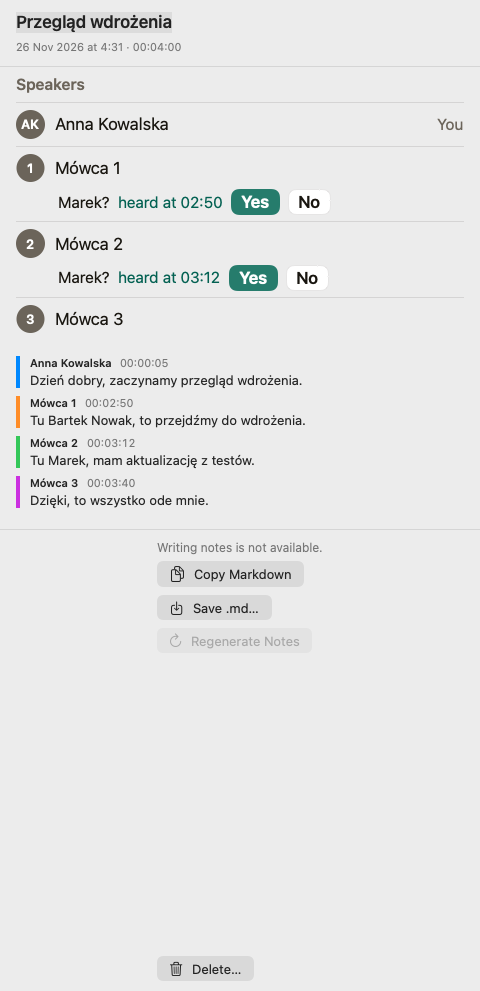 Przegląd wdrożenia
26 Nov 2026 at 4:31 · 00:04:00
Speakers
AK Anna Kowalska You
1 Mówca 1
Marek? heard at 02:50 Yes No
2 Mówca 2
Marek? heard at 03:12 Yes No
3 Mówca 3
Anna Kowalska 00:00:05
Dzień dobry, zaczynamy przegląd wdrożenia.
Mówca 1 00:02:50
Tu Bartek Nowak, to przejdźmy do wdrożenia.
Mówca 2 00:03:12
Tu Marek, mam aktualizację z testów.
Mówca 3 00:03:40
Dzięki, to wszystko ode mnie.
Writing notes is not available.
Copy Markdown
Save .md…
Regenerate Notes
Delete…